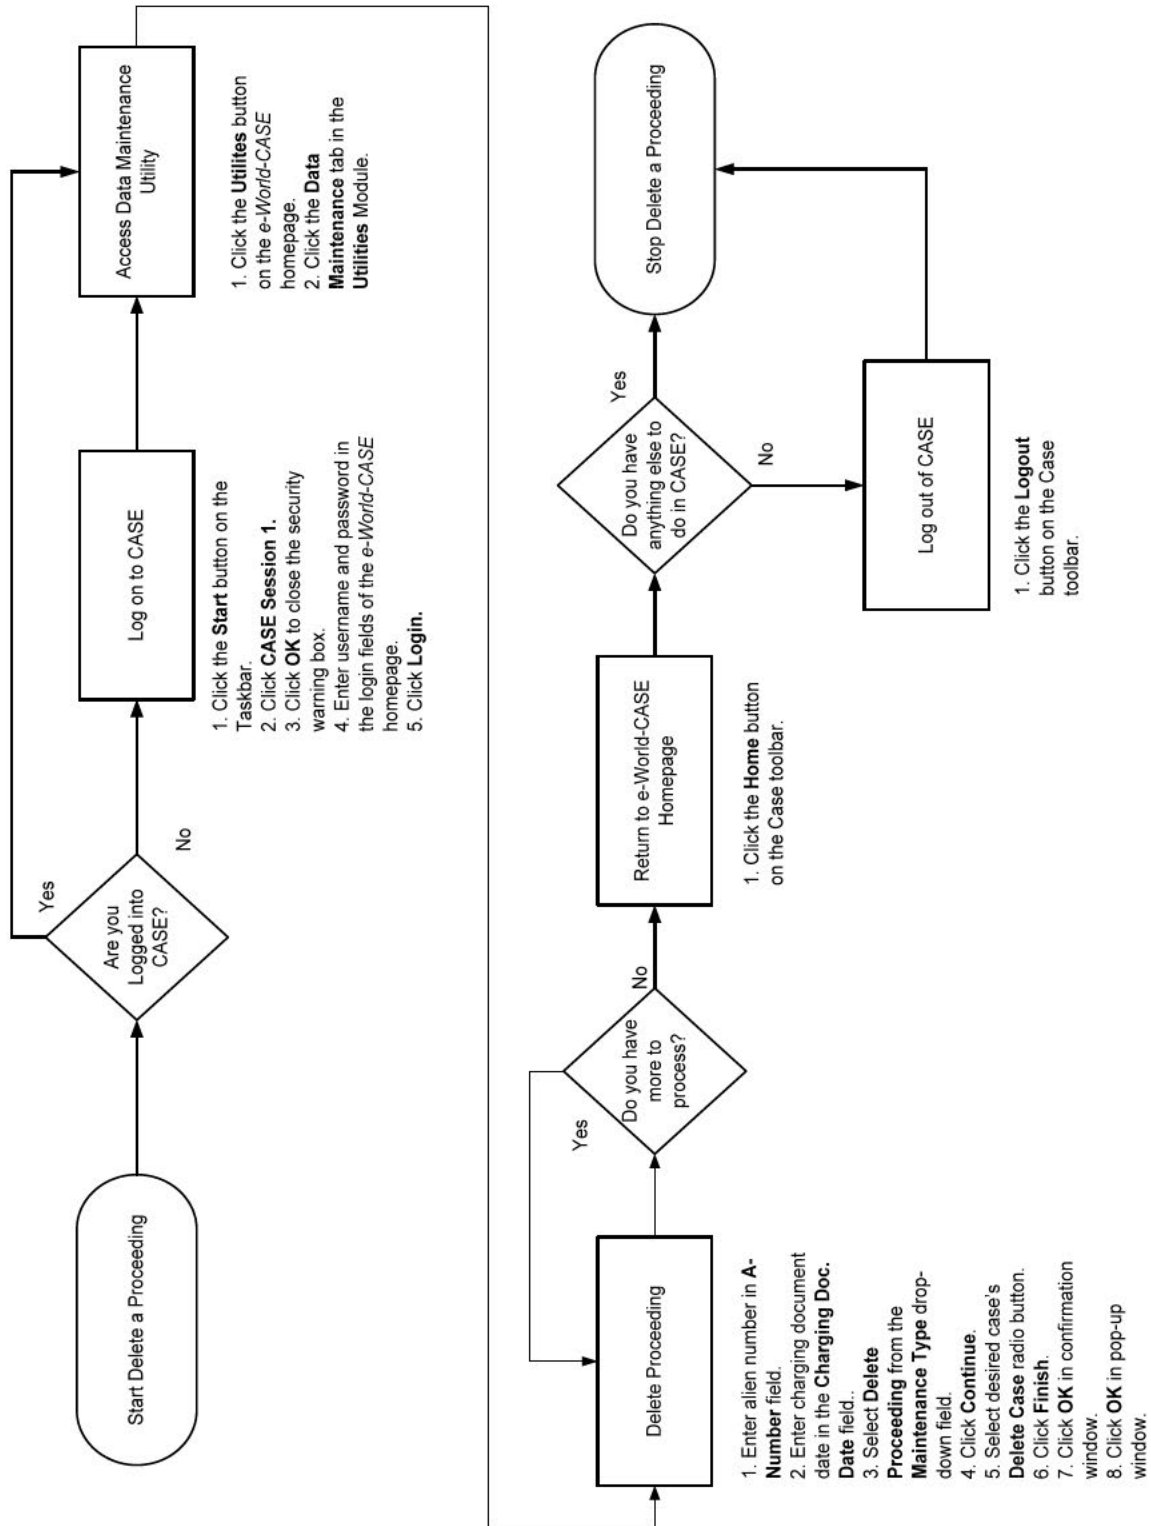 Start Delete a Proceeding
Are you
Logged into
CASE?
Yes
No
Log on to CASE
1. Click the Start button on the
Taskbar.
2. Click CASE Session 1.
3. Click OK to close the security
warning box.
4. Enter username and password in
the login fields of the e-World-CASE
homepage.
5. Click Login.
Access Data Maintenance
Utility
1. Click the Utilites button
on the e-World-CASE
homepage.
2. Click the Data
Maintenance tab in the
Utilities Module.
Delete Proceeding
1. Enter alien number in A-
Number field.
2. Enter charging document
date in the Charging Doc.
Date field..
3. Select Delete
Proceeding from the
Maintenance Type drop-
down field.
4. Click Continue.
5. Select desired case's
Delete Case radio button.
6. Click Finish.
7. Click OK in confirmation
window.
8. Click OK in pop-up
window.
Yes
Do you have
more to
process?
No
Return to e-World-CASE
Homepage
1. Click the Home button
on the Case toolbar.
Do you have
anything else to
do in CASE?
Yes
No
Stop Delete a Proceeding
Log out of CASE
1. Click the Logout
button on the Case
toolbar.